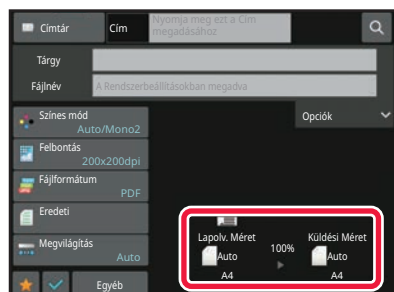 Címtár
Cím
Nyomja meg ezt a Cím
megadásához
Tárgy
Fájlnév
A Rendszerbeállításokban megadva
Színes mód
Auto/Mono2
Opciók
Felbontás
200x200dpi
Fájlformátum
PDF
Eredeti
Megvilágítás
Auto
Lapolv. Méret
Auto
A4
100%
Küldési Méret
Auto
A4
Egyéb